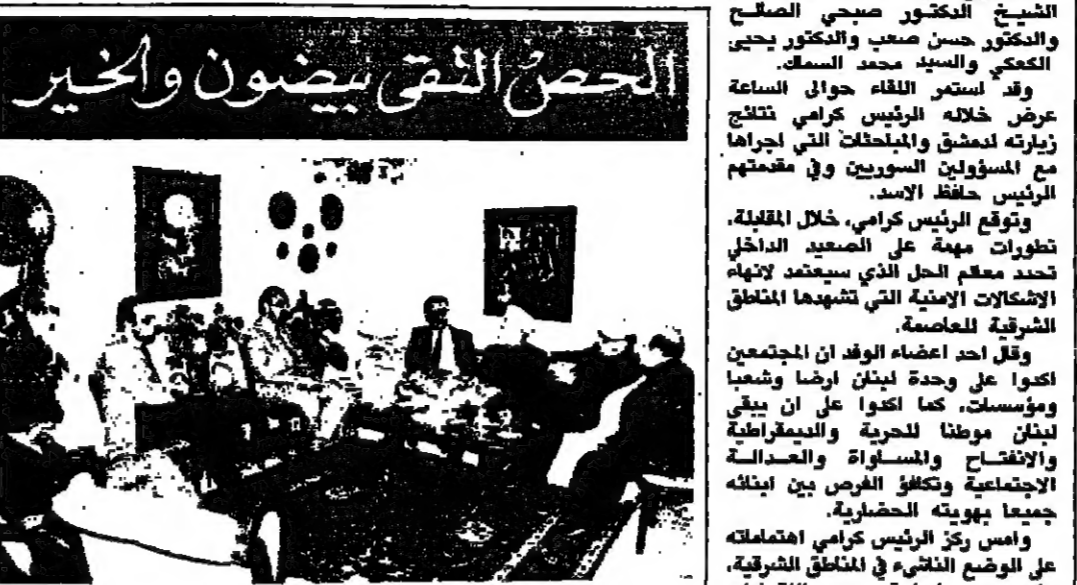 الشيخ الدكتور صبحي الصالح
والدكتور حسن صعب والدكتور يحيى
الكعكي والسيد محمد السماك.
وقد استمر اللقاء حوالى الساعة
عرض خلاله الرئيس كرامي نتائج
زيارته لدمشق والمباحثات التي اجراها
مع المسؤولين السوريين وفي مقدمتهم
الرئيس حافظ الاسد.
وتوقع الرئيس كرامي، خلال المقابلة،
تطورات مهمة على الصعيد الداخلي
تحدد معالم الحل الذي سيعتمد لانهاء
الاشكالات الامنية التي تشهدها المناطق
الشرقية للعاصمة.
وقال احد اعضاء الوفد ان المجتمعين
اكدوا على وحدة لبنان ارضا وشعبا
ومؤسسات، كما اكدوا على ان يبقى
لبنان موطنا للحرية والديمقراطية
والانفتاح والمساواة والعدالة
الاجتماعية وتكافؤ الفرص بين ابنائه
جميعا بهويته الحضارية.
وامس ركز الرئيس كرامي اهتماماته
على الوضع الناشيء في المناطق الشرقية،
الحص التقى بيضون والخير